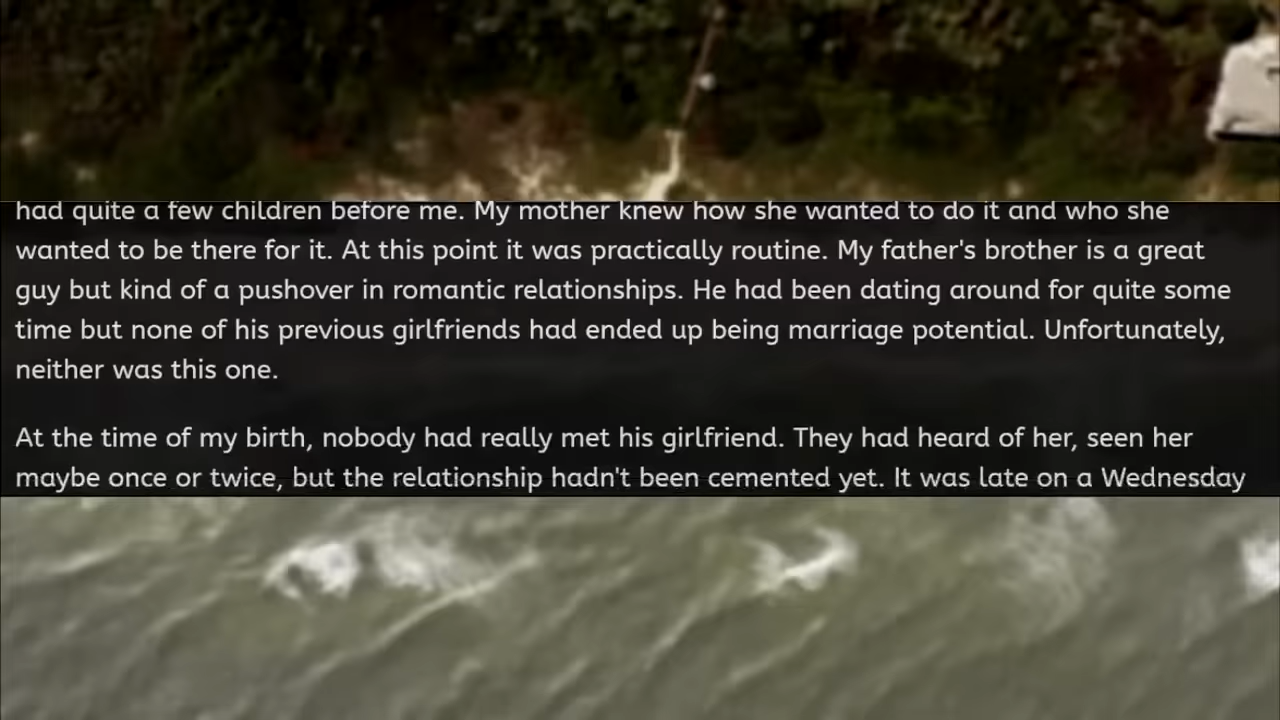 had quite a few children before me. My mother knew how she wanted to do it and who she
wanted to be there for it. At this point it was practically routine. My father's brother is a great
guy but kind of a pushover in romantic relationships. He had been dating around for quite some
time but none of his previous girlfriends had ended up being marriage potential. Unfortunately,
neither was this one.
At the time of my birth, nobody had really met his girlfriend. They had heard of her, seen her
maybe once or twice, but the relationship hadn't been cemented yet. It was late on a Wednesday